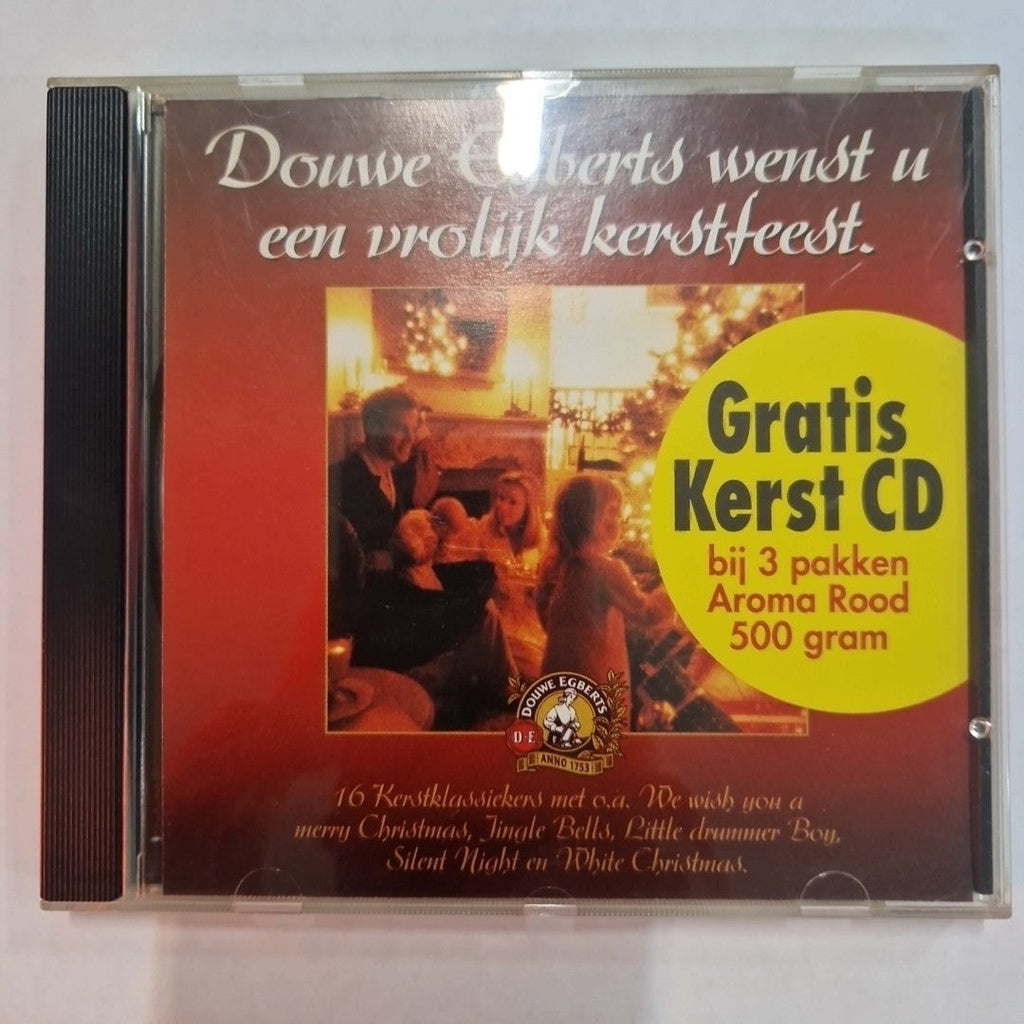 Douwe Egberts wenst u
een vrolijk kerstfeest.
Gratis
Kerst CD
bij 3 pakken
Aroma Rood
500 gram
DOUWE EGBERTS
D·E
ANNO 1753
16 Kerstklassiekers met o.a. We wish you a
merry Christmas, Jingle Bells, Little drummer Boy,
Silent Night en White Christmas.